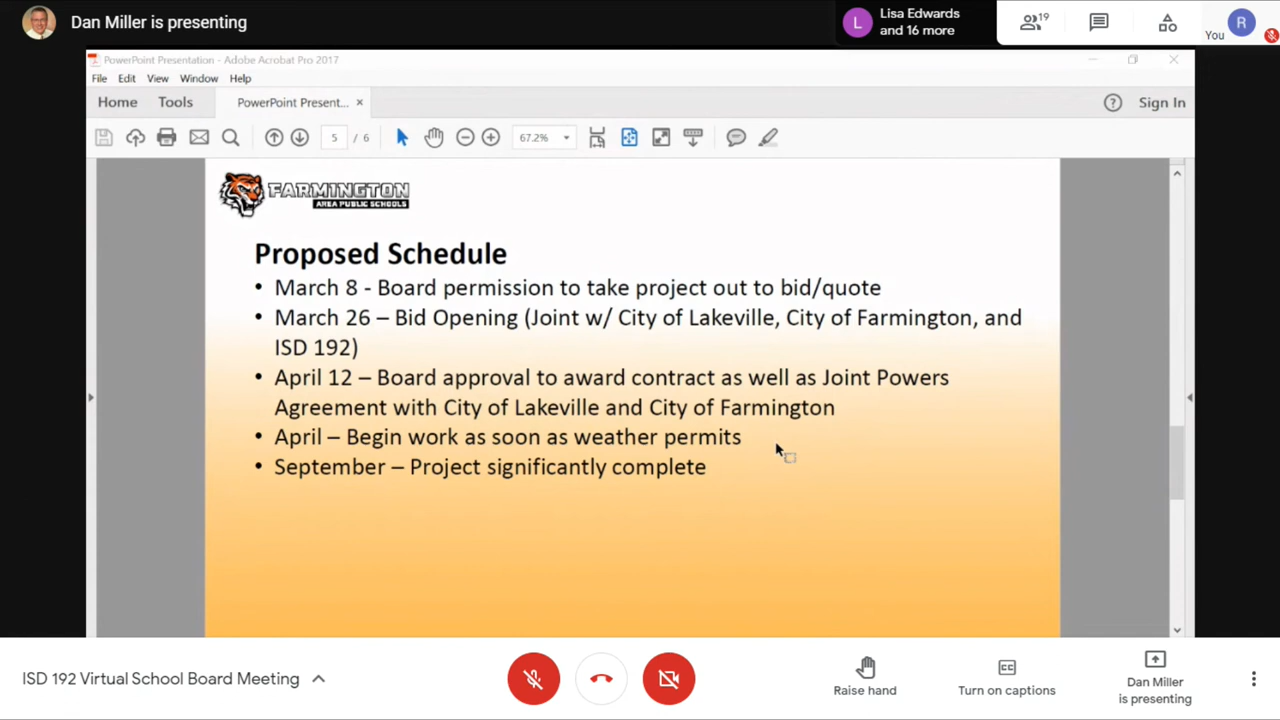 Dan Miller is presenting
Lisa Edwards
and 16 more
19
You
R
L
PowerPoint Presentation - Adobe Acrobat Pro 2017
File Edit View Window Help
Home Tools PowerPoint Present... ×
? Sign In
5 / 6
67.2%
FARMINGTON
AREA PUBLIC SCHOOLS
Proposed Schedule
• March 8 - Board permission to take project out to bid/quote
• March 26 – Bid Opening (Joint w/ City of Lakeville, City of Farmington, and
ISD 192)
• April 12 – Board approval to award contract as well as Joint Powers
Agreement with City of Lakeville and City of Farmington
• April – Begin work as soon as weather permits
• September – Project significantly complete
ISD 192 Virtual School Board Meeting
Raise hand
CC
Turn on captions
Dan Miller
is presenting